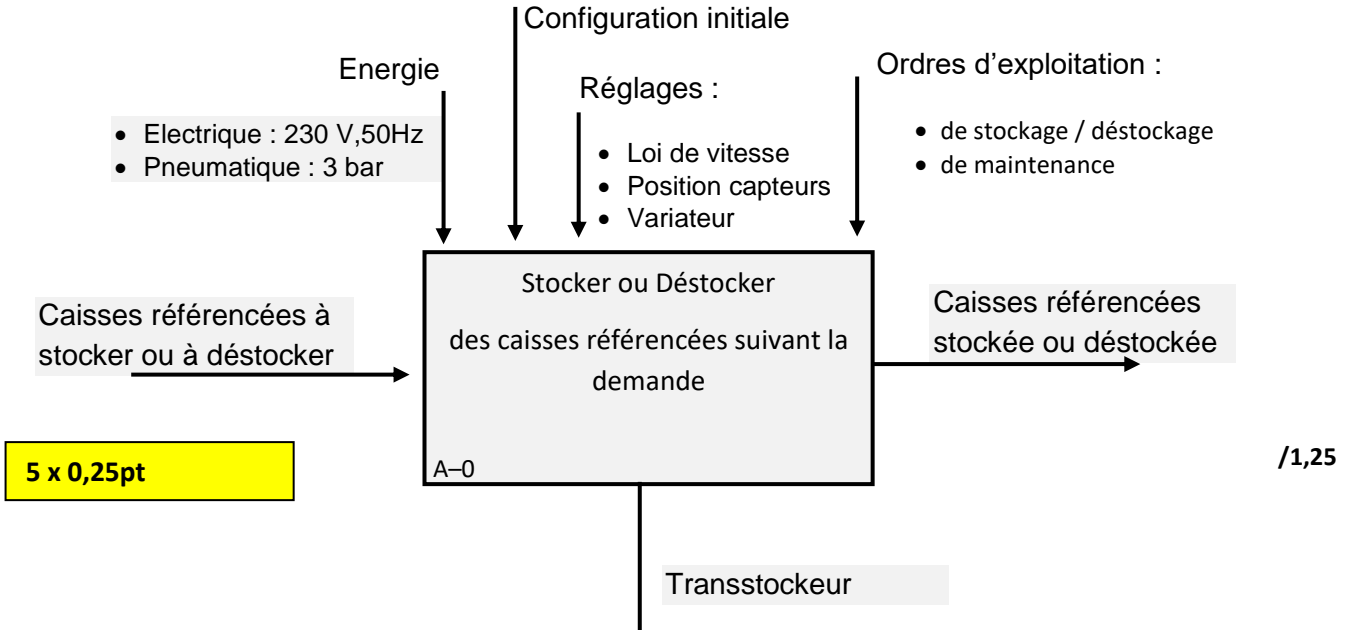 Configuration initiale
Energie
Ordres d'exploitation :
Réglages :
• Electrique : 230 V,50Hz
• Pneumatique : 3 bar
• Loi de vitesse
• Position capteurs
• Variateur
• de stockage / déstockage
• de maintenance
Caisses référencées à
stocker ou à déstocker
Stocker ou Déstocker
des caisses référencées suivant la
demande
A–0
Caisses référencées
stockée ou déstockée
5 x 0,25pt
/1,25
Transstockeur